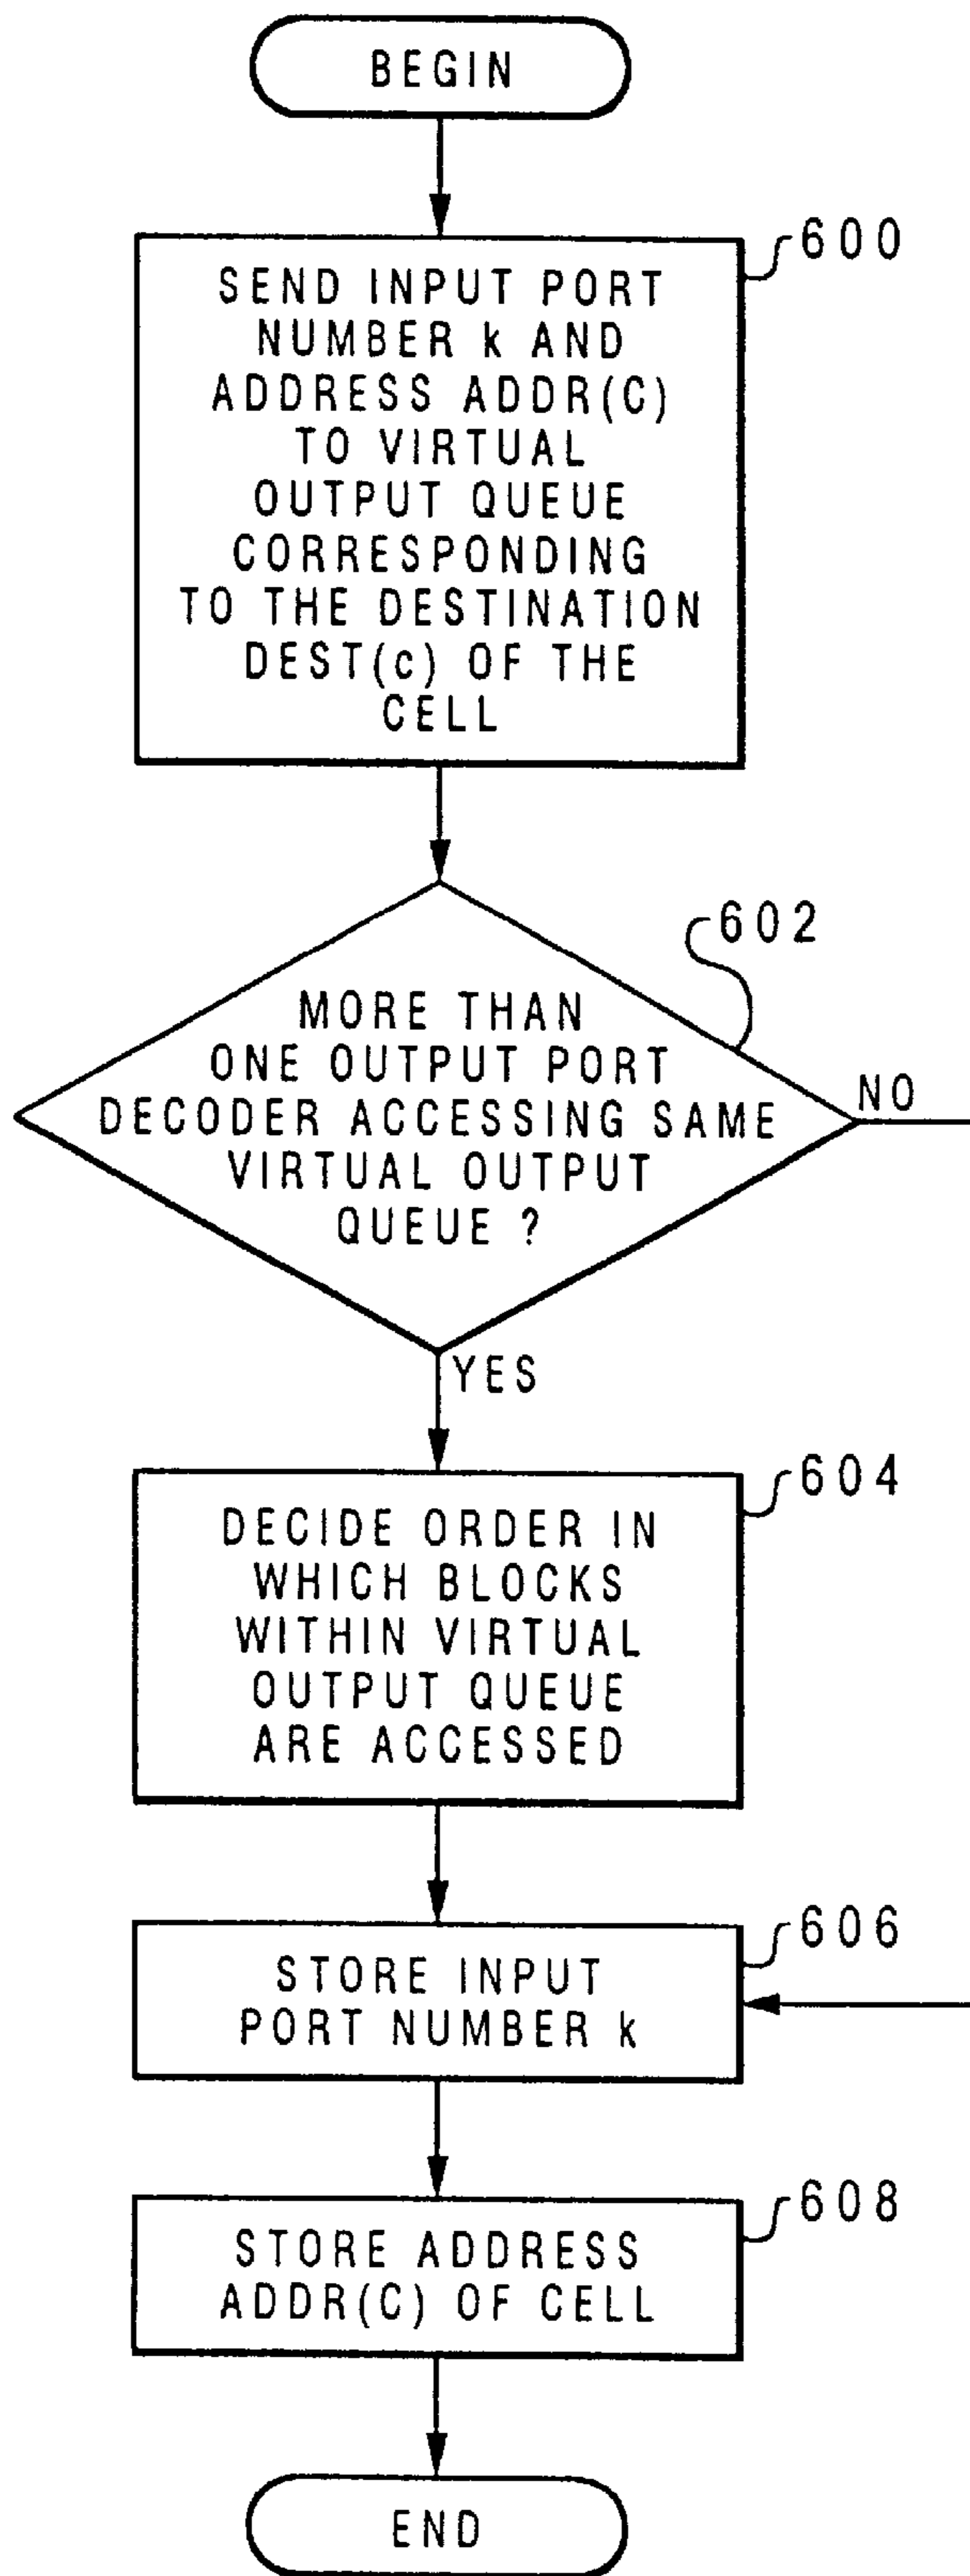 BEGIN
600
SEND INPUT PORT
NUMBER k AND
ADDRESS ADDR(C)
TO VIRTUAL
OUTPUT QUEUE
CORRESPONDING
TO THE DESTINATION
DEST(c) OF THE
CELL
602
MORE THAN
ONE OUTPUT PORT
DECODER ACCESSING SAME
VIRTUAL OUTPUT
QUEUE ?
NO
YES
604
DECIDE ORDER IN
WHICH BLOCKS
WITHIN VIRTUAL
OUTPUT QUEUE
ARE ACCESSED
606
STORE INPUT
PORT NUMBER k
608
STORE ADDRESS
ADDR(C) OF CELL
END